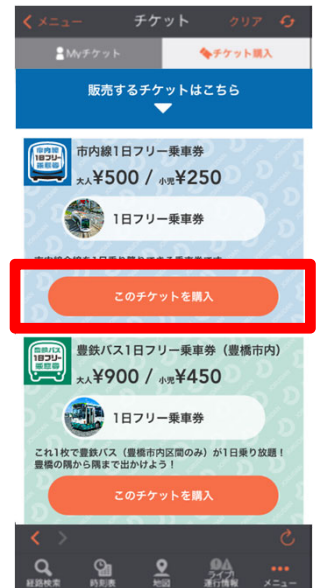 メニュー
チケット
クリア
Myチケット
チケット購入
販売するチケットはこちら
市内線
1日フリー
乗車券
市内線1日フリー乗車券
大人¥500 / 小児¥250
1日フリー乗車券
このチケットを購入
豊鉄バス
1日フリー
乗車券
豊鉄バス1日フリー乗車券（豊橋市内）
大人¥900 / 小児¥450
1日フリー乗車券
これ1枚で豊鉄バス（豊橋市内区間のみ）が1日乗り放題！
豊橋の隅から隅まで出かけよう！
このチケットを購入
経路検索
時刻表
地図
運行情報
メニュー